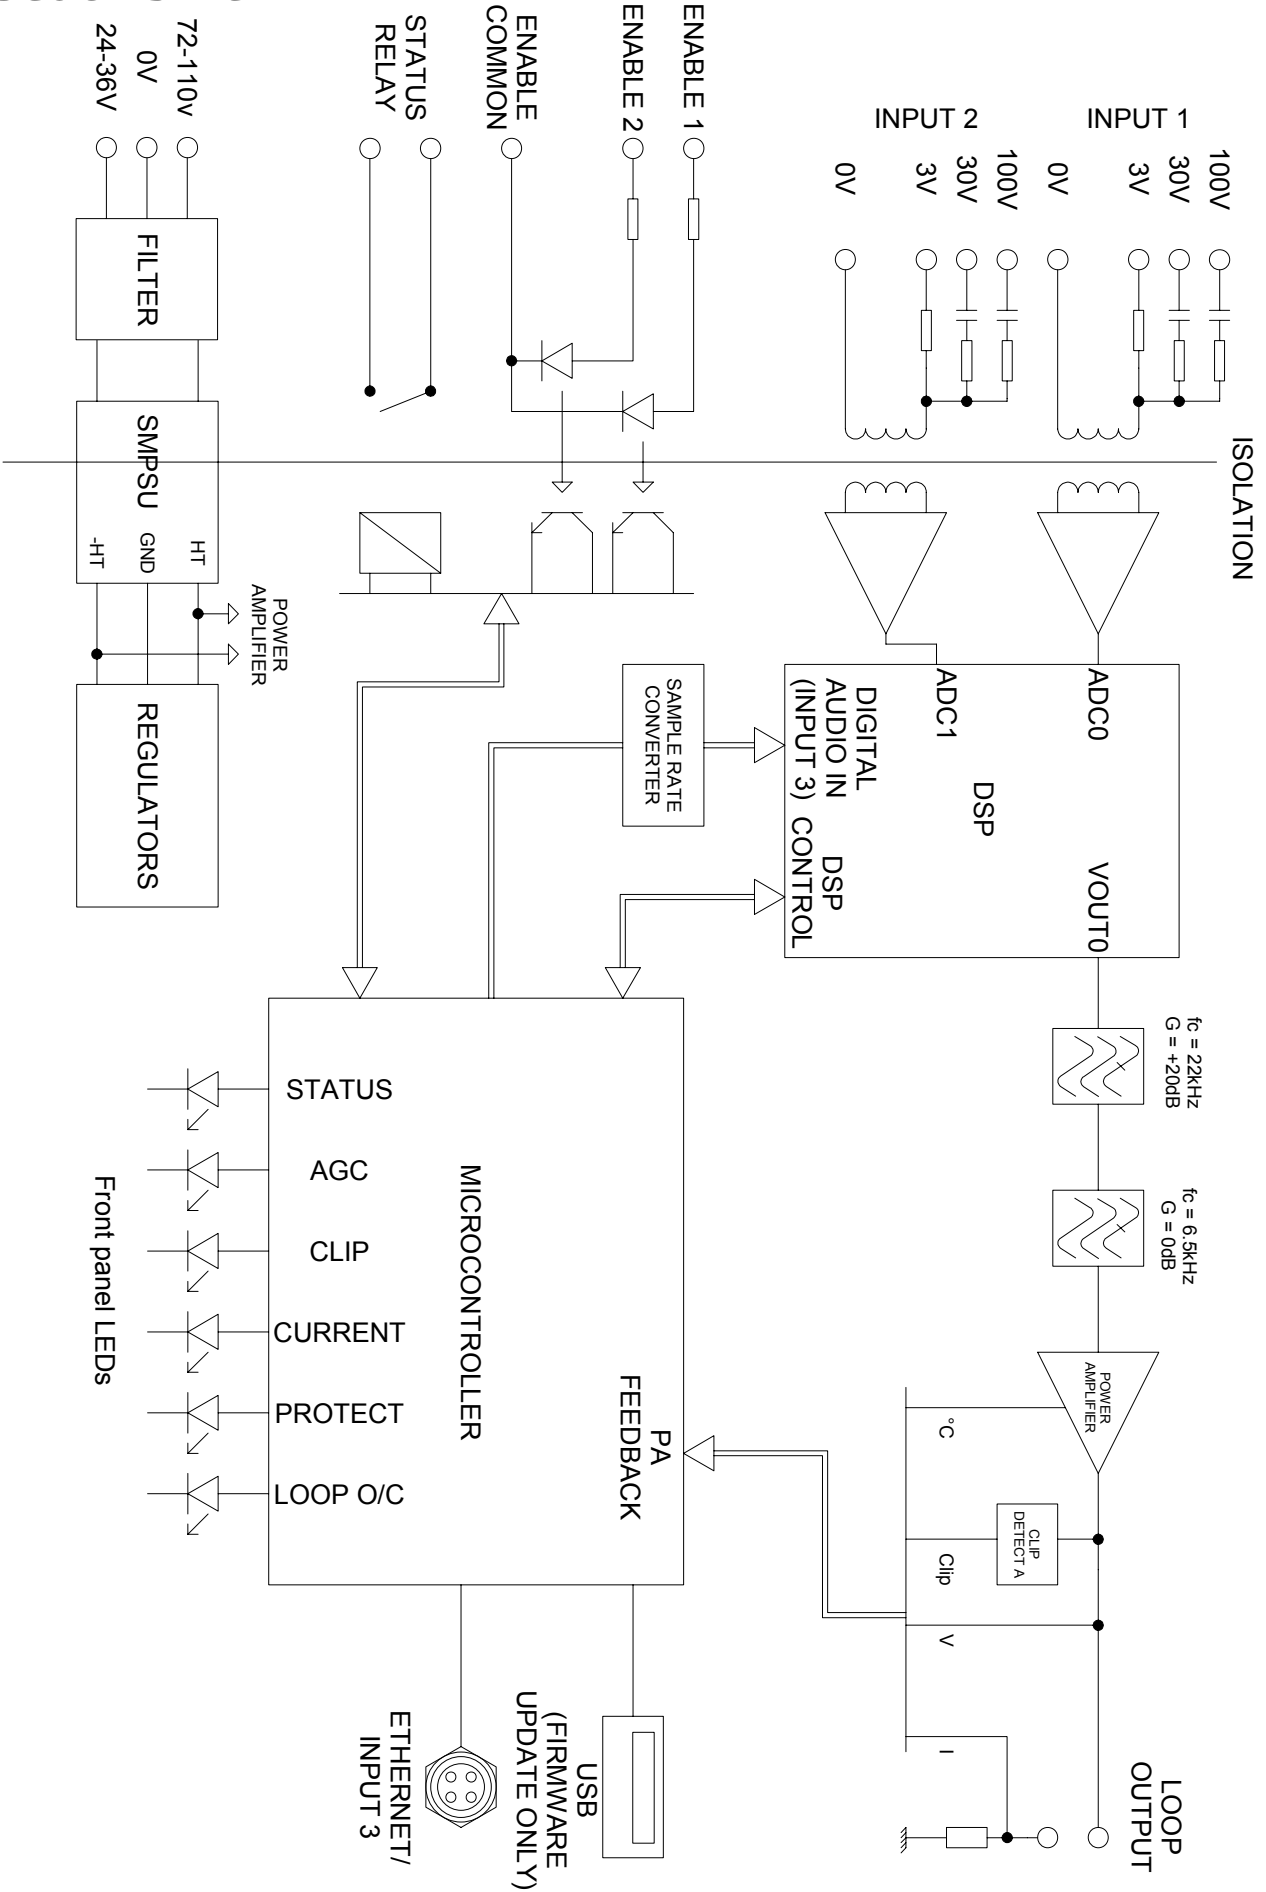 INPUT 1
100V
30V
3V
0V
INPUT 2
100V
30V
3V
0V
ENABLE 1
ENABLE 2
ENABLE
COMMON
STATUS
RELAY
72-110v
0V
24-36V
ISOLATION
FILTER
SMPSU
HT
GND
-HT
POWER
AMPLIFIER
REGULATORS
ADC0
ADC1
DSP
VOUT0
DIGITAL
AUDIO IN
(INPUT 3)
DSP
CONTROL
SAMPLE RATE
CONVERTER
fc = 22kHz
G = +20dB
fc = 6.5kHz
G = 0dB
POWER
AMPLIFIER
°C
CLIP
DETECT A
Clip
V
I
LOOP
OUTPUT
MICROCONTROLLER
PA
FEEDBACK
STATUS
AGC
CLIP
CURRENT
PROTECT
LOOP O/C
Front panel LEDs
USB
(FIRMWARE
UPDATE ONLY)
ETHERNET/
INPUT 3